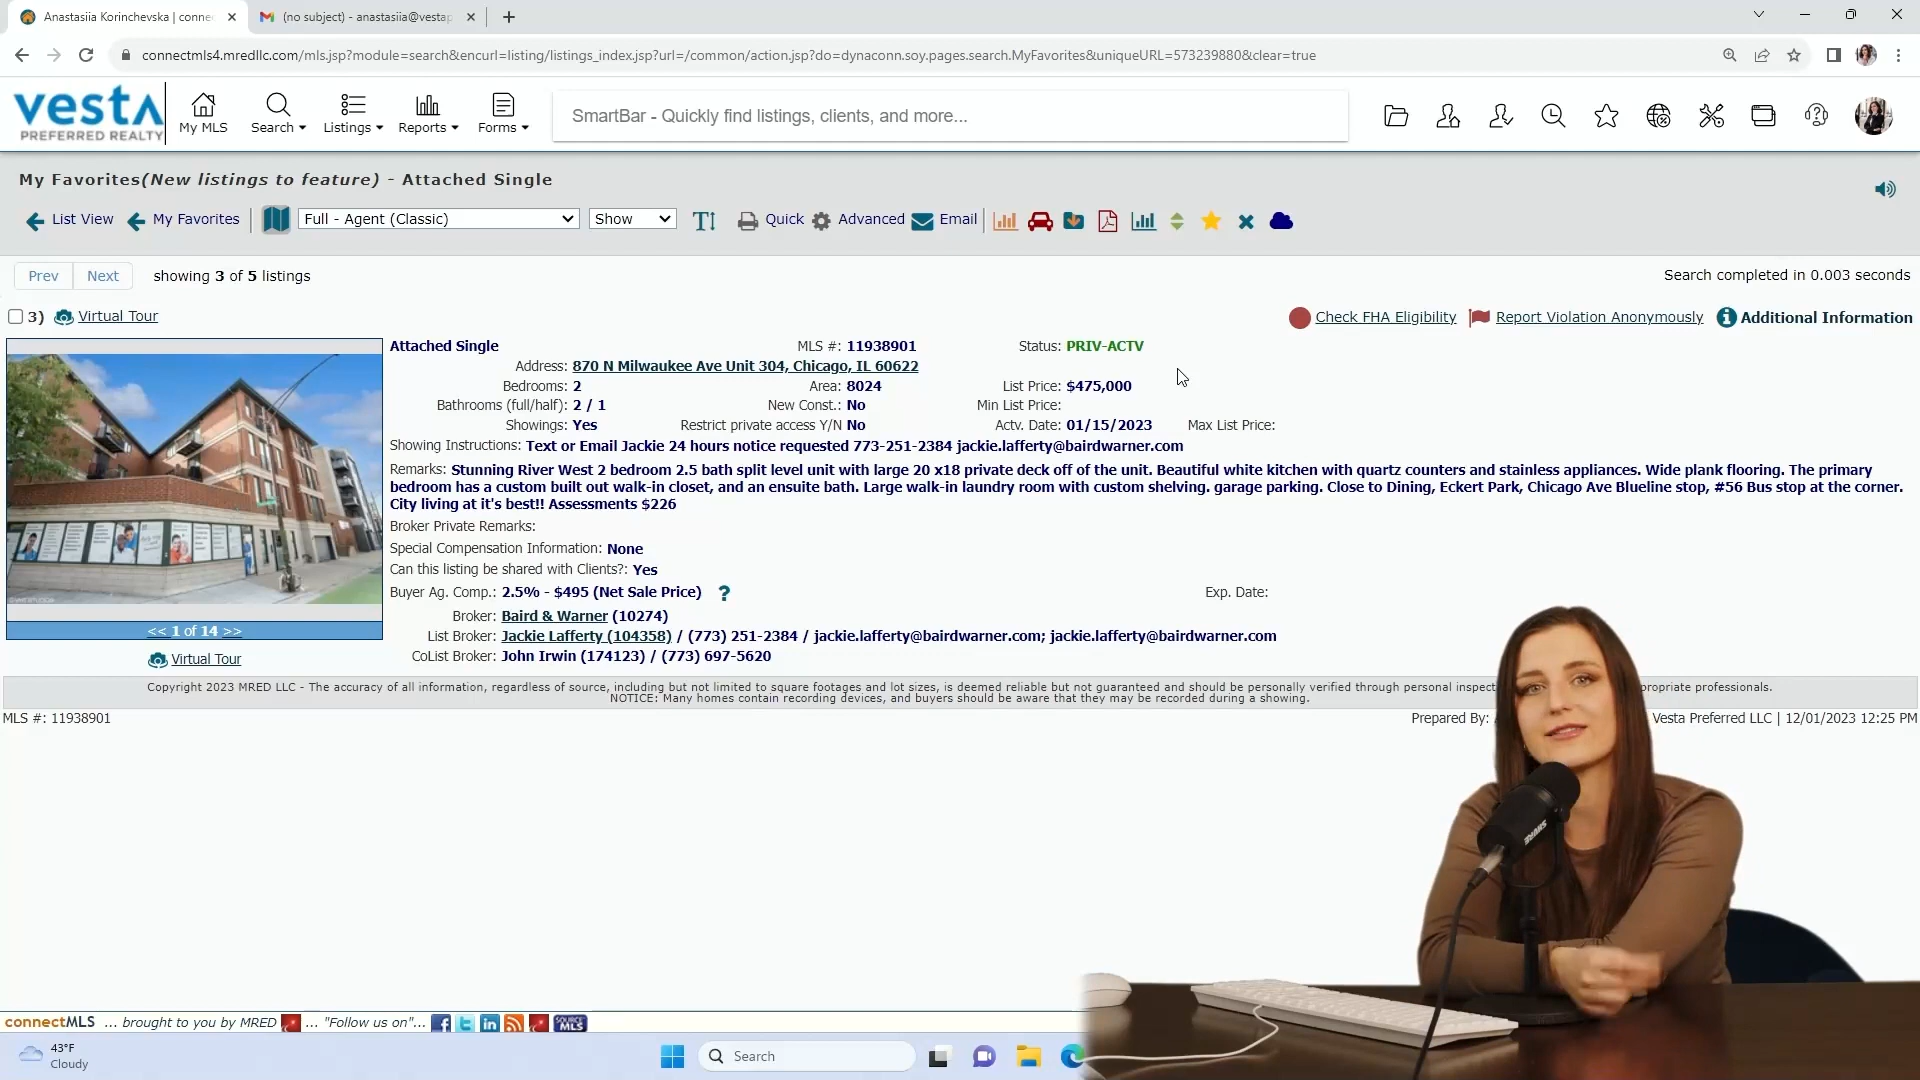 Anastasiia Korinchevska | conne
(no subject) - anastasiia@vestap
connectmls4.mredllc.com/mls.jsp?module=search&encurl=listing/listings_index.jsp?url=/common/action.jsp?do=dynaconn.soy.pages.search.MyFavorites&uniqueURL=573239880&clear=true
vesta
PREFERRED REALTY
My MLS
Search
Listings
Reports
Forms
SmartBar - Quickly find listings, clients, and more...
My Favorites(New listings to feature) - Attached Single
List View
My Favorites
Full - Agent (Classic)
Show
Quick
Advanced
Email
Prev
Next
showing 3 of 5 listings
Search completed in 0.003 seconds
3) Virtual Tour
Check FHA Eligibility
Report Violation Anonymously
Additional Information
Attached Single MLS #: 11938901 Status: PRIV-ACTV
Address: 870 N Milwaukee Ave Unit 304, Chicago, IL 60622
Bedrooms: 2 Area: 8024 List Price: $475,000
Bathrooms (full/half): 2 / 1 New Const.: No Min List Price:
Showings: Yes Restrict private access Y/N No Actv. Date: 01/15/2023 Max List Price:
Showing Instructions: Text or Email Jackie 24 hours notice requested 773-251-2384 jackie.lafferty@bairdwarner.com
Remarks: Stunning River West 2 bedroom 2.5 bath split level unit with large 20 x18 private deck off of the unit. Beautiful white kitchen with quartz counters and stainless appliances. Wide plank flooring. The primary
bedroom has a custom built out walk-in closet, and an ensuite bath. Large walk-in laundry room with custom shelving. garage parking. Close to Dining, Eckert Park, Chicago Ave Blueline stop, #56 Bus stop at the corner.
City living at it's best!! Assessments $226
Broker Private Remarks:
Special Compensation Information: None
Can this listing be shared with Clients?: Yes
Buyer Ag. Comp.: 2.5% - $495 (Net Sale Price) ? Exp. Date:
Broker: Baird & Warner (10274)
List Broker: Jackie Lafferty (104358) / (773) 251-2384 / jackie.lafferty@bairdwarner.com; jackie.lafferty@bairdwarner.com
CoList Broker: John Irwin (174123) / (773) 697-5620
<< 1 of 14 >>
Virtual Tour
Copyright 2023 MRED LLC - The accuracy of all information, regardless of source, including but not limited to square footages and lot sizes, is deemed reliable but not guaranteed and should be personally verified through personal inspect propriate professionals.
NOTICE: Many homes contain recording devices, and buyers should be aware that they may be recorded during a showing.
MLS #: 11938901
Prepared By: Vesta Preferred LLC | 12/01/2023 12:25 PM
SHURE
connectMLS ... brought to you by MRED ... "Follow us on"...
SOURCE MLS
43°F
Cloudy
Search